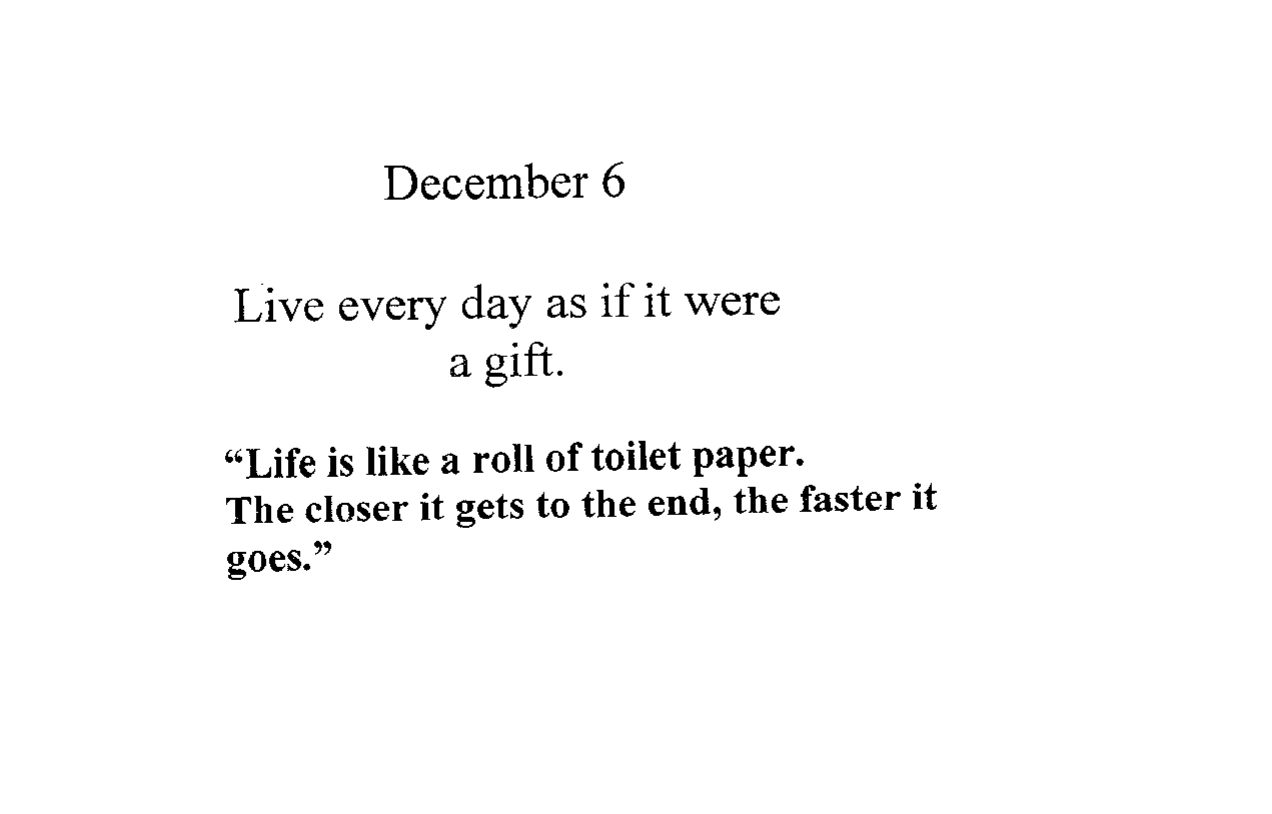 December 6
Live every day as if it were
a gift.
“Life is like a roll of toilet paper.
The closer it gets to the end, the faster it
goes.”